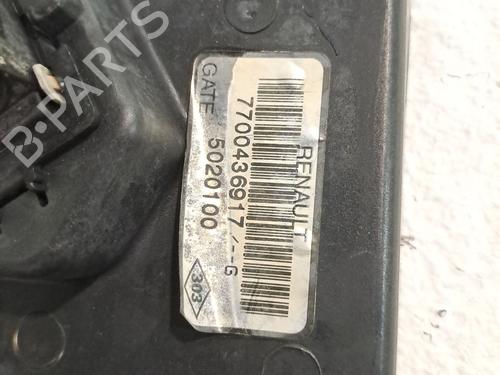 RENAULT
7700436917/--G
GATE 5020100
303
B-PARTS